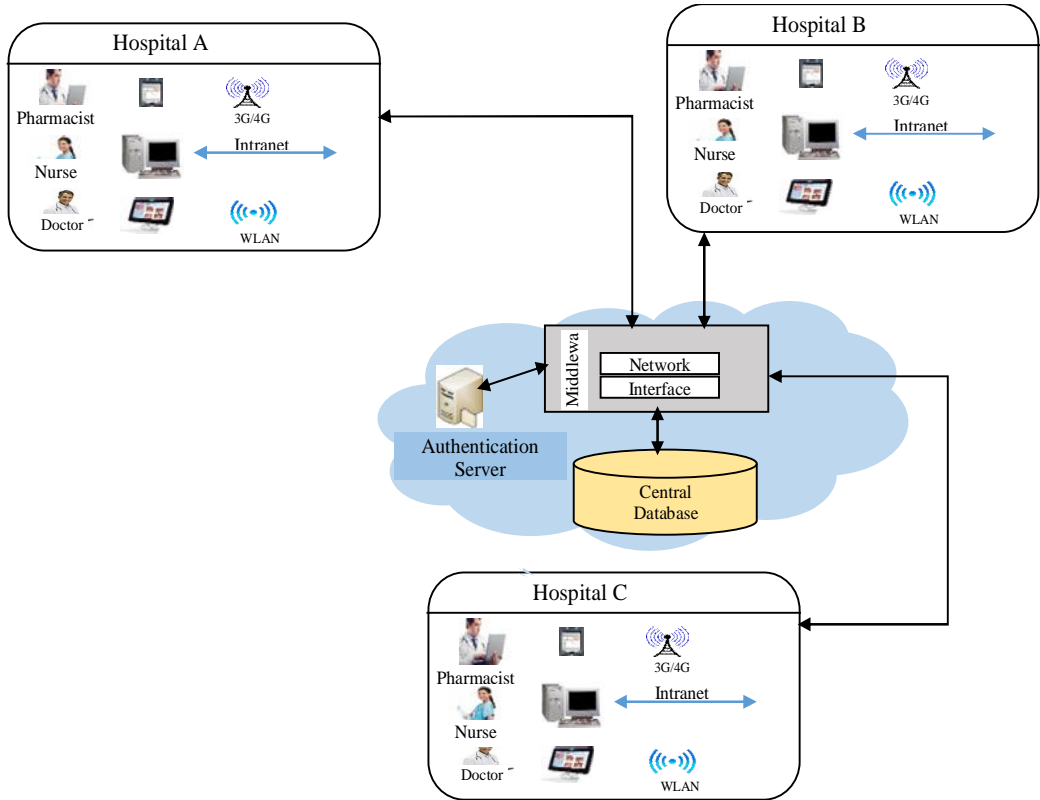 Hospital A
Pharmacist
3G/4G
Intranet
Nurse
Doctor
WLAN
Hospital B
Pharmacist
3G/4G
Intranet
Nurse
Doctor
WLAN
Middlewa
Network
Interface
Authentication
Server
Central
Database
Hospital C
Pharmacist
3G/4G
Intranet
Nurse
Doctor
WLAN